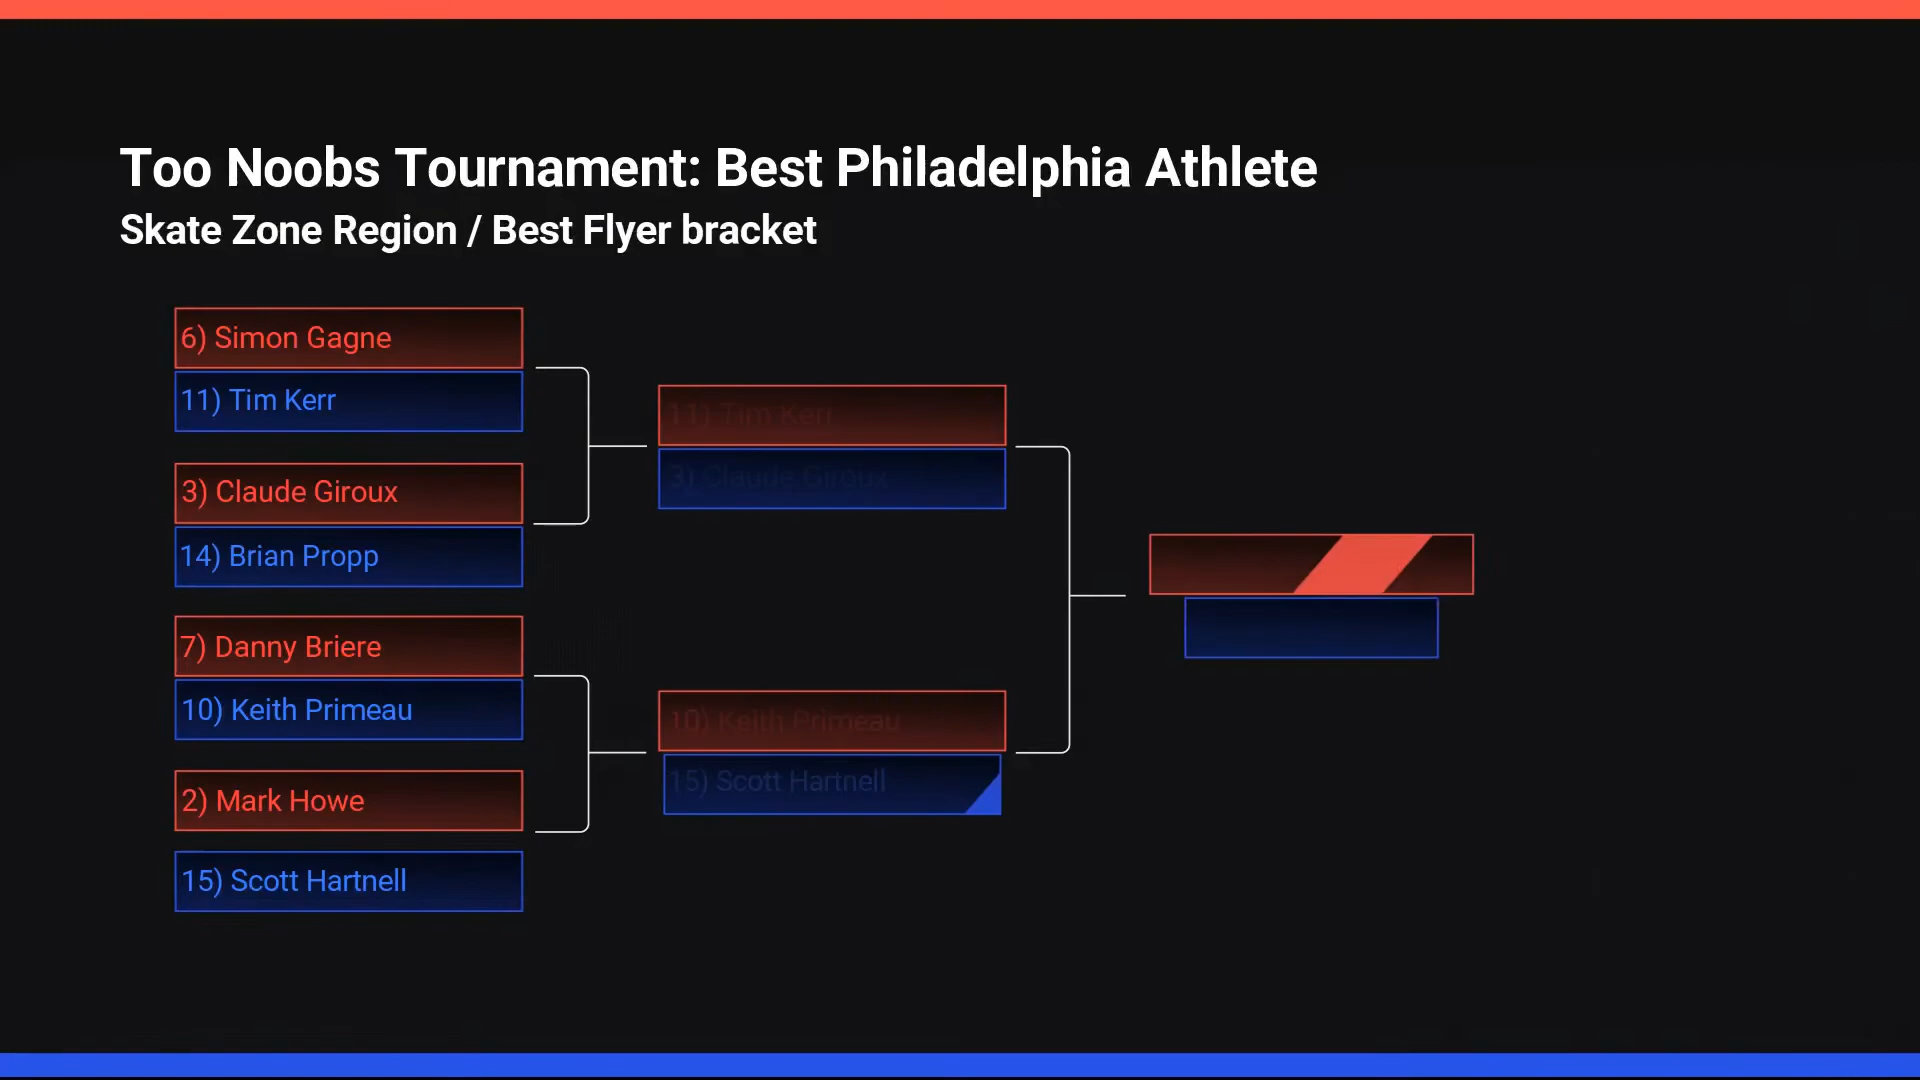 Too Noobs Tournament: Best Philadelphia Athlete
Skate Zone Region / Best Flyer bracket
6) Simon Gagne
11) Tim Kerr
3) Claude Giroux
14) Brian Propp
7) Danny Briere
10) Keith Primeau
2) Mark Howe
15) Scott Hartnell
11) Tim Kerr
3) Claude Giroux
10) Keith Primeau
15) Scott Hartnell